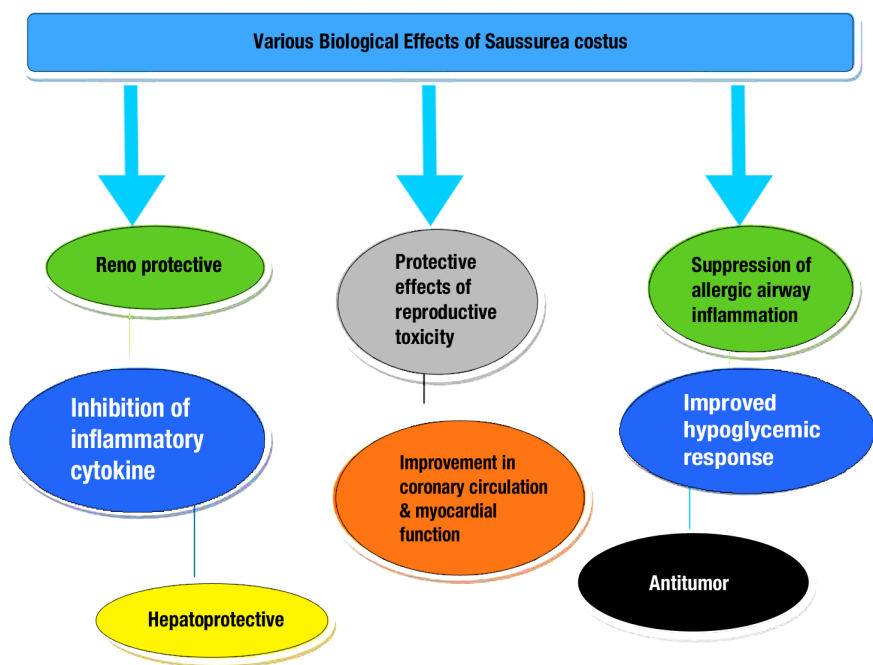 Various Biological Effects of Saussurea costus
Reno protective
Inhibition of
inflammatory
cytokine
Hepatoprotective
Protective
effects of
reproductive
toxicity
Improvement in
coronary circulation
& myocardial
function
Suppression of
allergic airway
inflammation
Improved
hypoglycemic
response
Antitumor